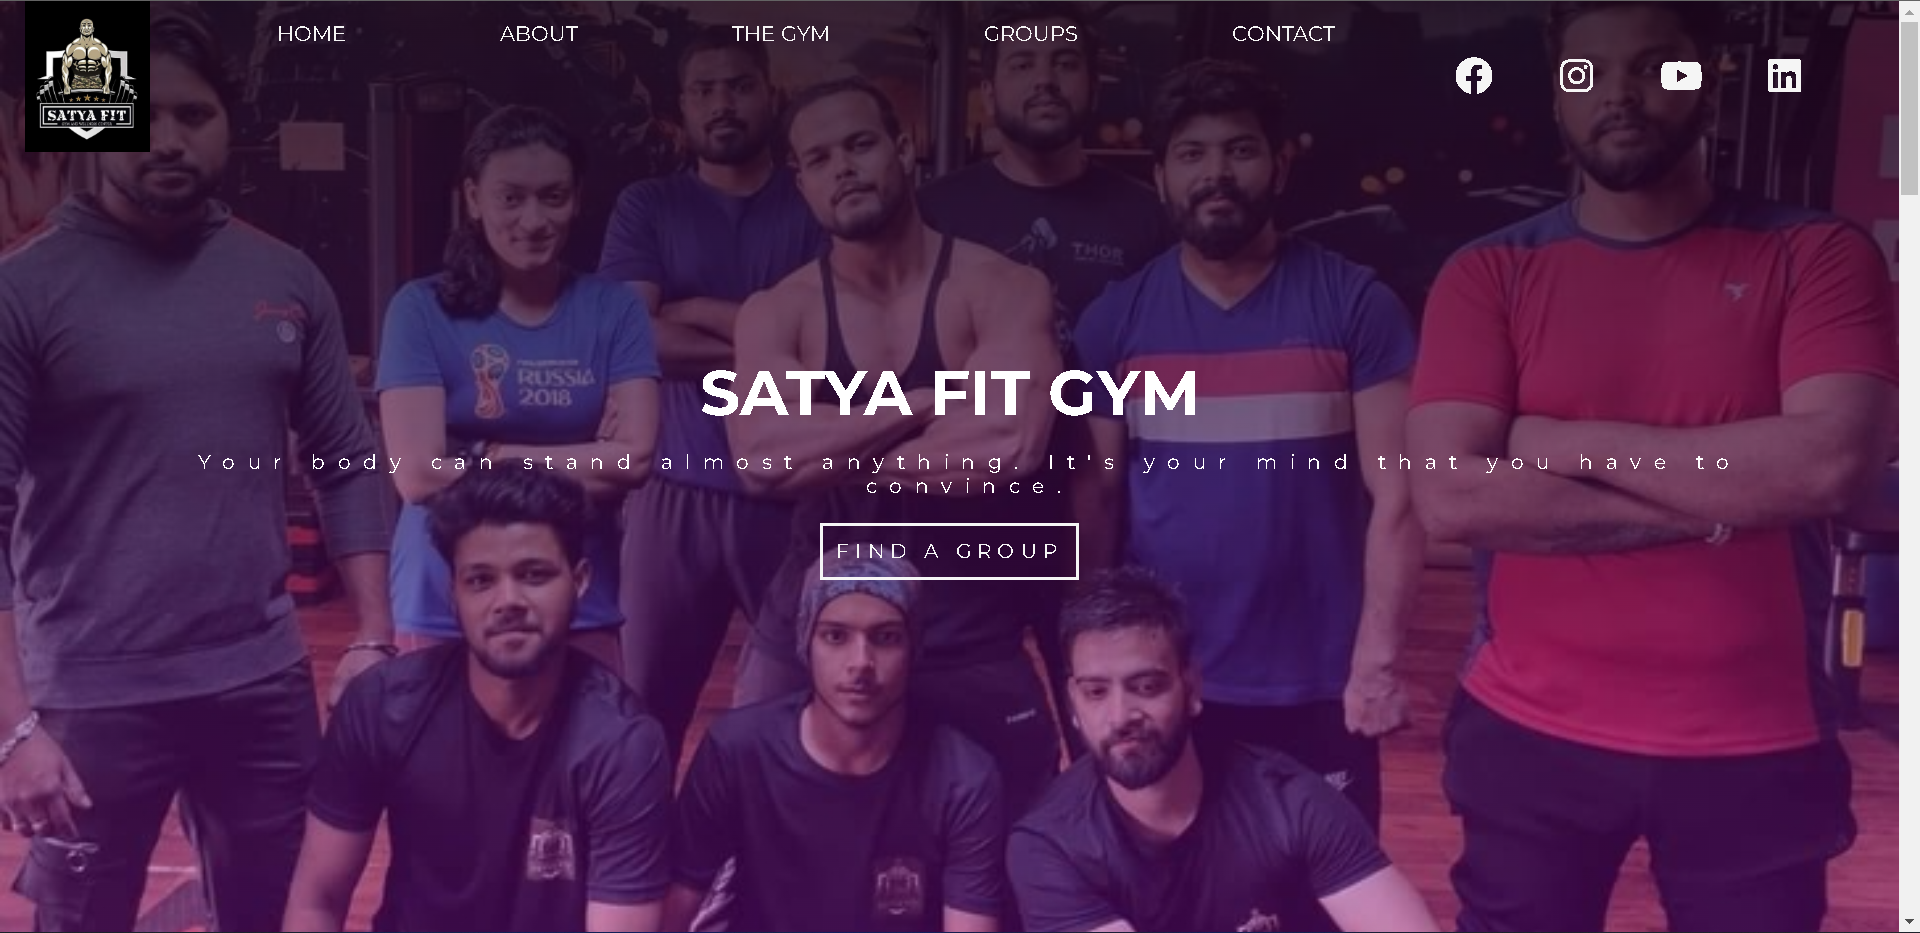 HOME ABOUT THE GYM GROUPS CONTACT
SATYA FIT
THOR
RUSSIA
2018
SATYA FIT GYM
Your body can stand almost anything. It's your mind that you have to
convince.
FIND A GROUP